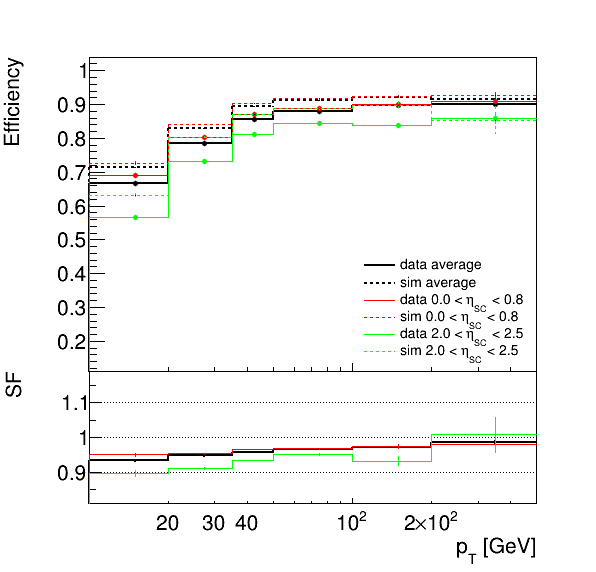 Efficiency
1
0.9
0.8
0.7
0.6
0.5
0.4
0.3
0.2
data average
sim average
data 0.0 < η_SC < 0.8
sim 0.0 < η_SC < 0.8
data 2.0 < η_SC < 2.5
sim 2.0 < η_SC < 2.5
SF
1.1
1
0.9
20 30 40 10² 2×10²
p_T [GeV]